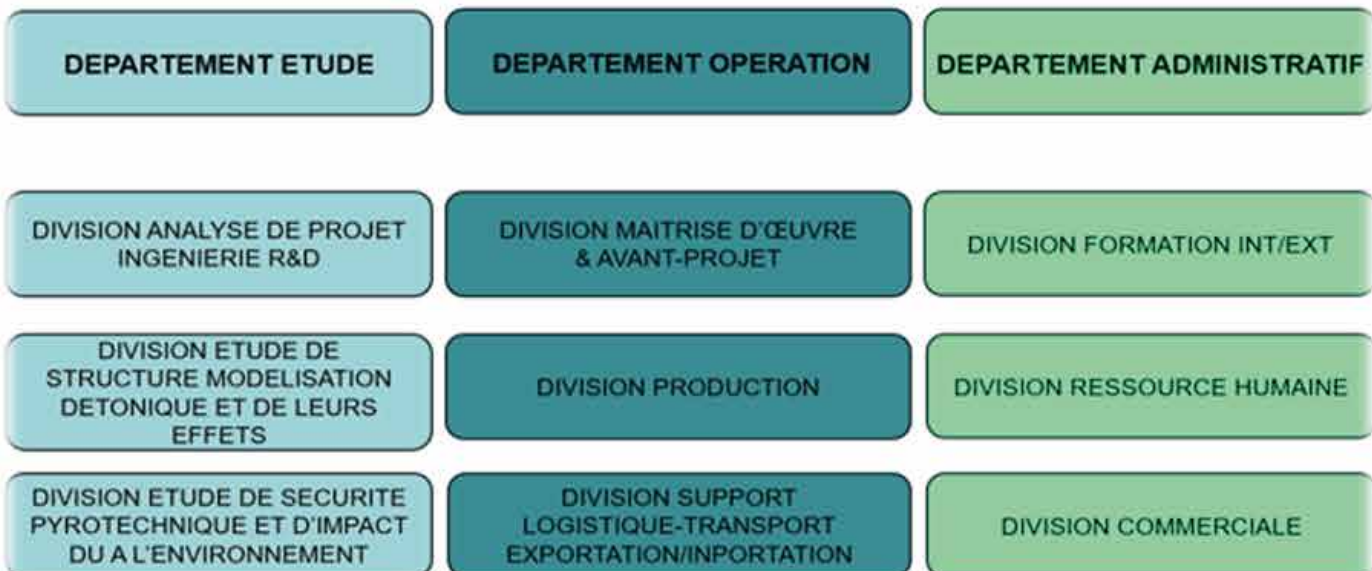 DEPARTEMENT ETUDE
DEPARTEMENT OPERATION
DEPARTEMENT ADMINISTRATIF
DIVISION ANALYSE DE PROJET
INGENIERIE R&D
DIVISION MAITRISE D'ŒUVRE
& AVANT-PROJET
DIVISION FORMATION INT/EXT
DIVISION ETUDE DE
STRUCTURE MODELISATION
DETONIQUE ET DE LEURS
EFFETS
DIVISION PRODUCTION
DIVISION RESSOURCE HUMAINE
DIVISION ETUDE DE SECURITE
PYROTECHNIQUE ET D'IMPACT
DU A L'ENVIRONNEMENT
DIVISION SUPPORT
LOGISTIQUE-TRANSPORT
EXPORTATION/INPORTATION
DIVISION COMMERCIALE